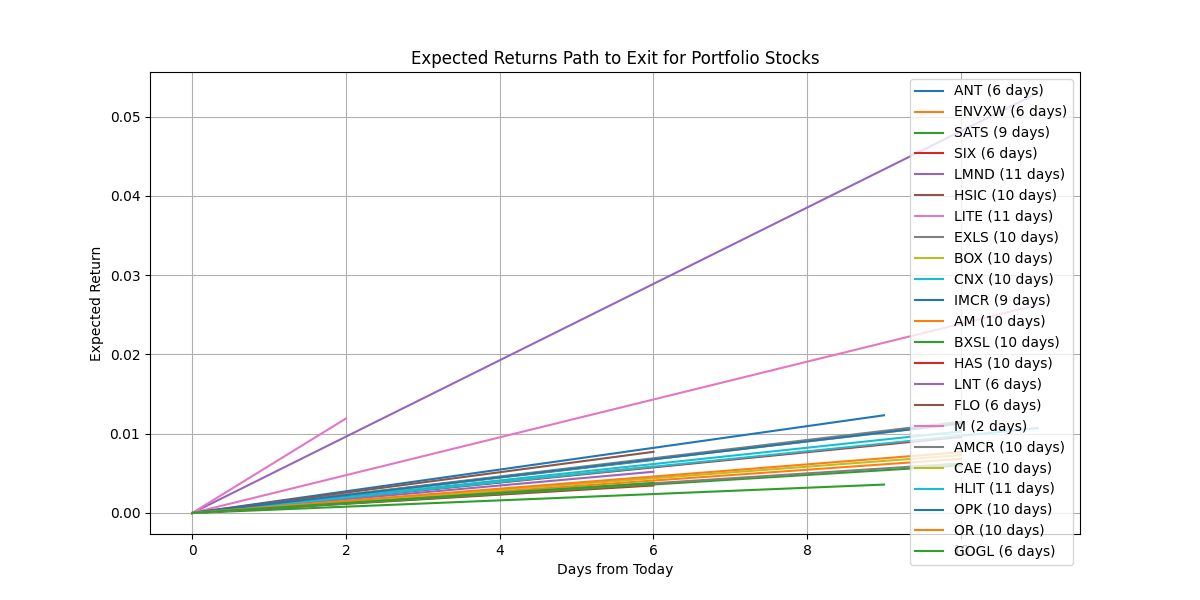 Expected Returns Path to Exit for Portfolio Stocks
Expected Return
0.05
0.04
0.03
0.02
0.01
0.00
0
2
4
6
8
10
Days from Today
ANT (6 days)
ENVXW (6 days)
SATS (9 days)
SIX (6 days)
LMND (11 days)
HSIC (10 days)
LITE (11 days)
EXLS (10 days)
BOX (10 days)
CNX (10 days)
IMCR (9 days)
AM (10 days)
BXSL (10 days)
HAS (10 days)
LNT (6 days)
FLO (6 days)
M (2 days)
AMCR (10 days)
CAE (10 days)
HLIT (11 days)
OPK (10 days)
OR (10 days)
GOGL (6 days)